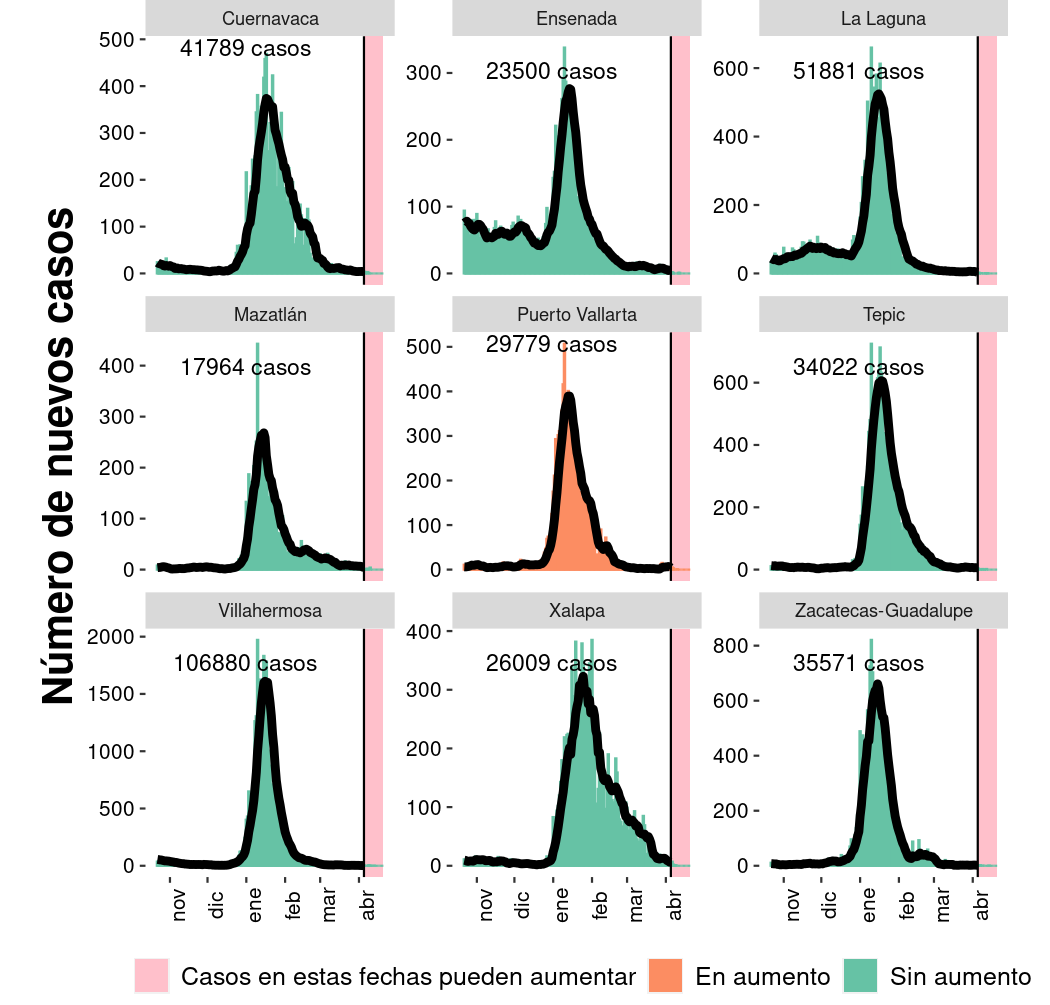 Número de nuevos casos
Cuernavaca
Ensenada
La Laguna
500
400
300
200
100
0
41789 casos
300
200
100
0
23500 casos
600
400
200
0
51881 casos
Mazatlán
Puerto Vallarta
Tepic
400
300
200
100
0
17964 casos
500
400
300
200
100
0
29779 casos
600
400
200
0
34022 casos
Villahermosa
Xalapa
Zacatecas-Guadalupe
2000
1500
1000
500
0
106880 casos
400
300
200
100
0
26009 casos
800
600
400
200
0
35571 casos
nov dic ene feb mar abr
nov dic ene feb mar abr
nov dic ene feb mar abr
Casos en estas fechas pueden aumentar
En aumento
Sin aumento